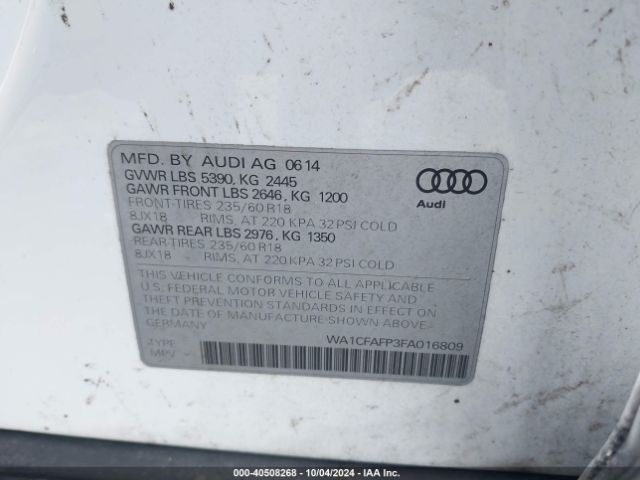 MFD. BY AUDI AG 06 14
GVWR LBS 5390, KG 2445
GAWR FRONT LBS 2646, KG 1200
FRONT-TIRES 235/60 R18
8JX18 RIMS, AT 220 KPA 32 PSI COLD
GAWR REAR LBS 2976, KG 1350
REAR-TIRES 235/60 R18
8JX18 RIMS, AT 220 KPA 32 PSI COLD
Audi
THIS VEHICLE CONFORMS TO ALL APPLICABLE
U.S. FEDERAL MOTOR VEHICLE SAFETY AND
THEFT PREVENTION STANDARDS IN EFFECT ON
DATE OF MANUFACTURE SHOWN ABOVE.
GERMANY
TYPE WA1CFAFP3FA016809
MPV
000-40508268 - 10/04/2024 - IAA Inc.